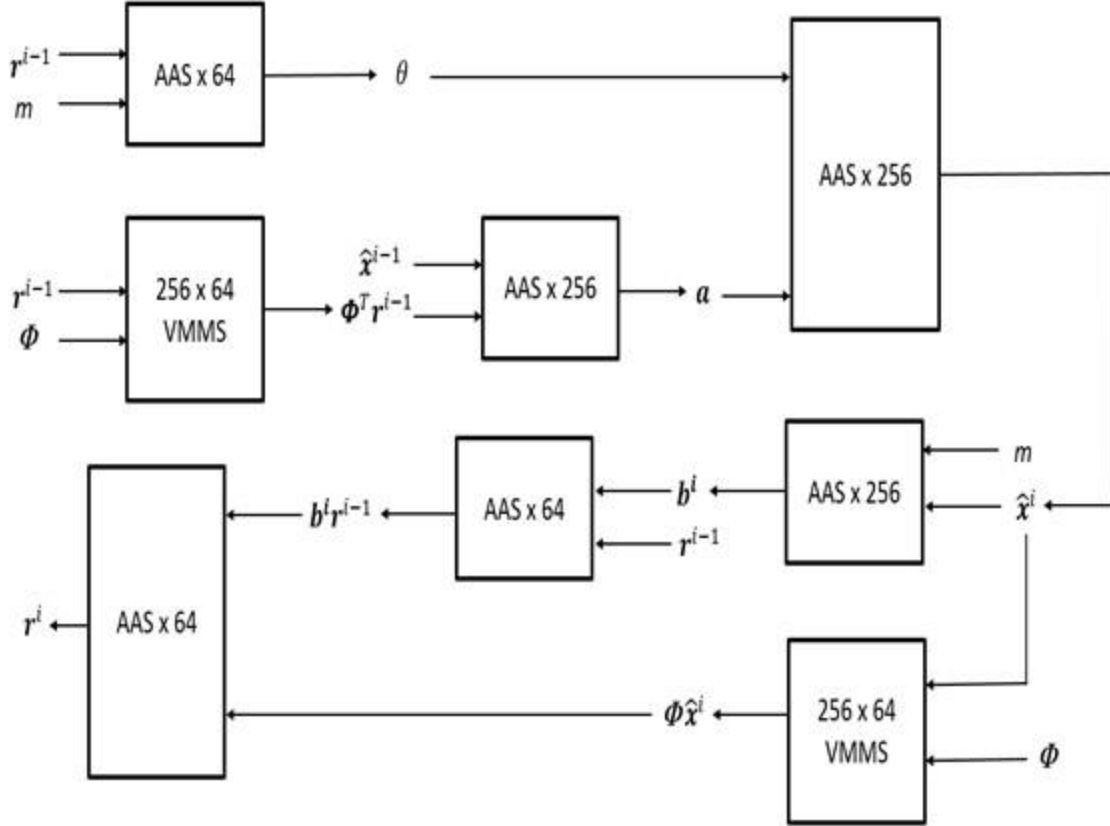 r^{i-1}
m
AAS x 64
θ
AAS x 256
r^{i-1}
Φ
256 x 64
VMMS
x̂^{i-1}
Φ^T r^{i-1}
AAS x 256
a
m
x̂^i
AAS x 256
b^i
r^{i-1}
AAS x 64
b^i r^{i-1}
AAS x 64
r^i
256 x 64
VMMS
Φ
Φx̂^i